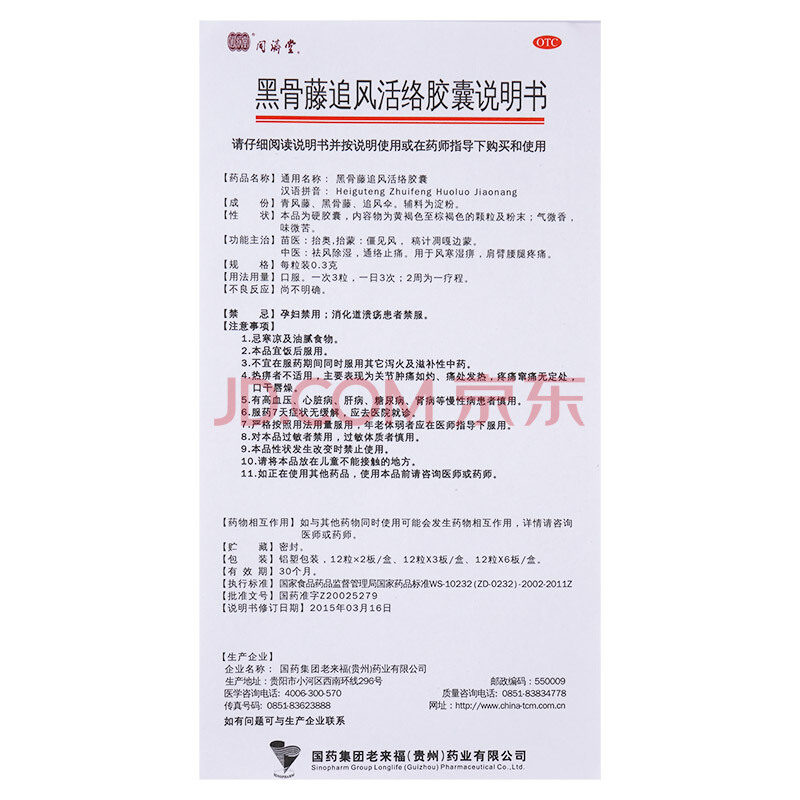 同济堂®
OTC
黑骨藤追风活络胶囊说明书
请仔细阅读说明书并按说明使用或在药师指导下购买和使用
【药品名称】通用名称：黑骨藤追风活络胶囊
汉语拼音：Heiguteng Zhuifeng Huoluo Jiaonang
【成　　份】青风藤、黑骨藤、追风伞。辅料为淀粉。
【性　　状】本品为硬胶囊，内容物为黄褐色至棕褐色的颗粒及粉末；气微香，
味微苦。
【功能主治】苗医：抬奥,抬蒙：僵见风，稿计凋嘎边蒙。
中医：祛风除湿，通络止痛。用于风寒湿痹，肩臂腰腿疼痛。
【规　　格】每粒装0.3克
【用法用量】口服。一次3粒，一日3次；2周为一疗程。
【不良反应】尚不明确。
【禁　　忌】孕妇禁用；消化道溃疡患者禁服。
【注意事项】
1.忌寒凉及油腻食物。
2.本品宜饭后服用。
3.不宜在服药期间同时服用其它泻火及滋补性中药。
4.热痹者不适用，主要表现为关节肿痛如灼、痛处发热，疼痛窜痛无定处，
口干唇燥。
5.有高血压、心脏病、肝病、糖尿病、肾病等慢性病患者慎用。
6.服药7天症状无缓解，应去医院就诊。
7.严格按照用法用量服用，年老体弱者应在医师指导下服用。
8.对本品过敏者禁用，过敏体质者慎用。
9.本品性状发生改变时禁止使用。
10.请将本品放在儿童不能接触的地方。
11.如正在使用其他药品，使用本品前请咨询医师或药师。
JD.COM 京东
【药物相互作用】如与其他药物同时使用可能会发生药物相互作用，详情请咨询
医师或药师。
【贮　　藏】密封。
【包　　装】铝塑包装，12粒×2板/盒、12粒X3板/盒、12粒X6板/盒。
【有 效 期】30个月。
【执行标准】国家食品药品监督管理局国家药品标准WS-10232(ZD-0232)-2002-2011Z
【批准文号】国药准字Z20025279
【说明书修订日期】2015年03月16日
【生产企业】
企业名称：国药集团老来福(贵州)药业有限公司
生产地址：贵阳市小河区西南环线296号 邮政编码：550009
医学咨询电话：4006-300-570 质量咨询电话：0851-83834778
传真号码：0851-83623888 网址：http://www.china-tcm.com.cn
如有问题可与生产企业联系
SINOPHARM
国药集团老来福(贵州)药业有限公司
Sinopharm Group Longlife (Guizhou) Pharmaceutical Co.,Ltd.